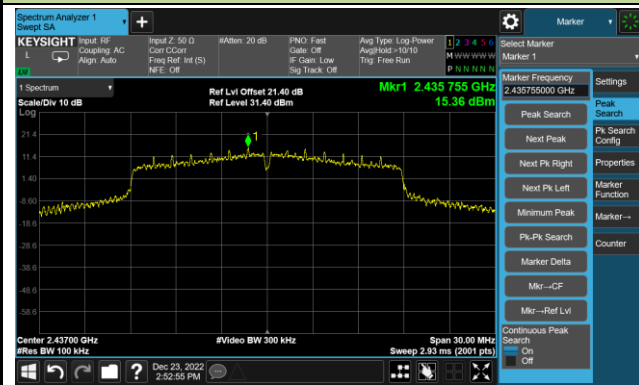 Spectrum Analyzer 1
Swept SA
+
Marker
KEYSIGHT
L
Input: RF
Coupling: AC
Align: Auto
Input Z: 50 Ω
Corr CCorr
Freq Ref: Int (S)
NFE: Off
#Atten: 20 dB
PNO: Fast
Gate: Off
IF Gain: Low
Sig Track: Off
Avg Type: Log-Power
Avg|Hold:>10/10
Trig: Free Run
1 2 3 4 5 6
M W W W W W
P N N N N N
Select Marker
Marker 1
1 Spectrum
Scale/Div 10 dB
Log
Ref Lvl Offset 21.40 dB
Ref Level 31.40 dBm
Mkr1 2.435 755 GHz
15.36 dBm
21.4
11.4
1.40
-8.60
-18.6
-28.6
-38.6
-48.6
-58.6
1
Center 2.43700 GHz
#Res BW 100 kHz
#Video BW 300 kHz
Span 30.00 MHz
Sweep 2.93 ms (2001 pts)
Marker Frequency
2.435755000 GHz
Peak Search
Next Peak
Next Pk Right
Next Pk Left
Minimum Peak
Pk-Pk Search
Marker Delta
Mkr→CF
Mkr→Ref Lvl
Continuous Peak
Search
On
Off
Settings
Peak
Search
Pk Search
Config
Properties
Marker
Function
Marker→
Counter
?
Dec 23, 2022
2:52:55 PM